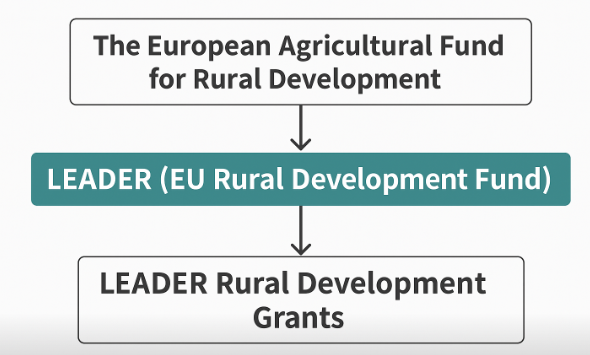 The European Agricultural Fund
for Rural Development
LEADER (EU Rural Development Fund)
LEADER Rural Development
Grants